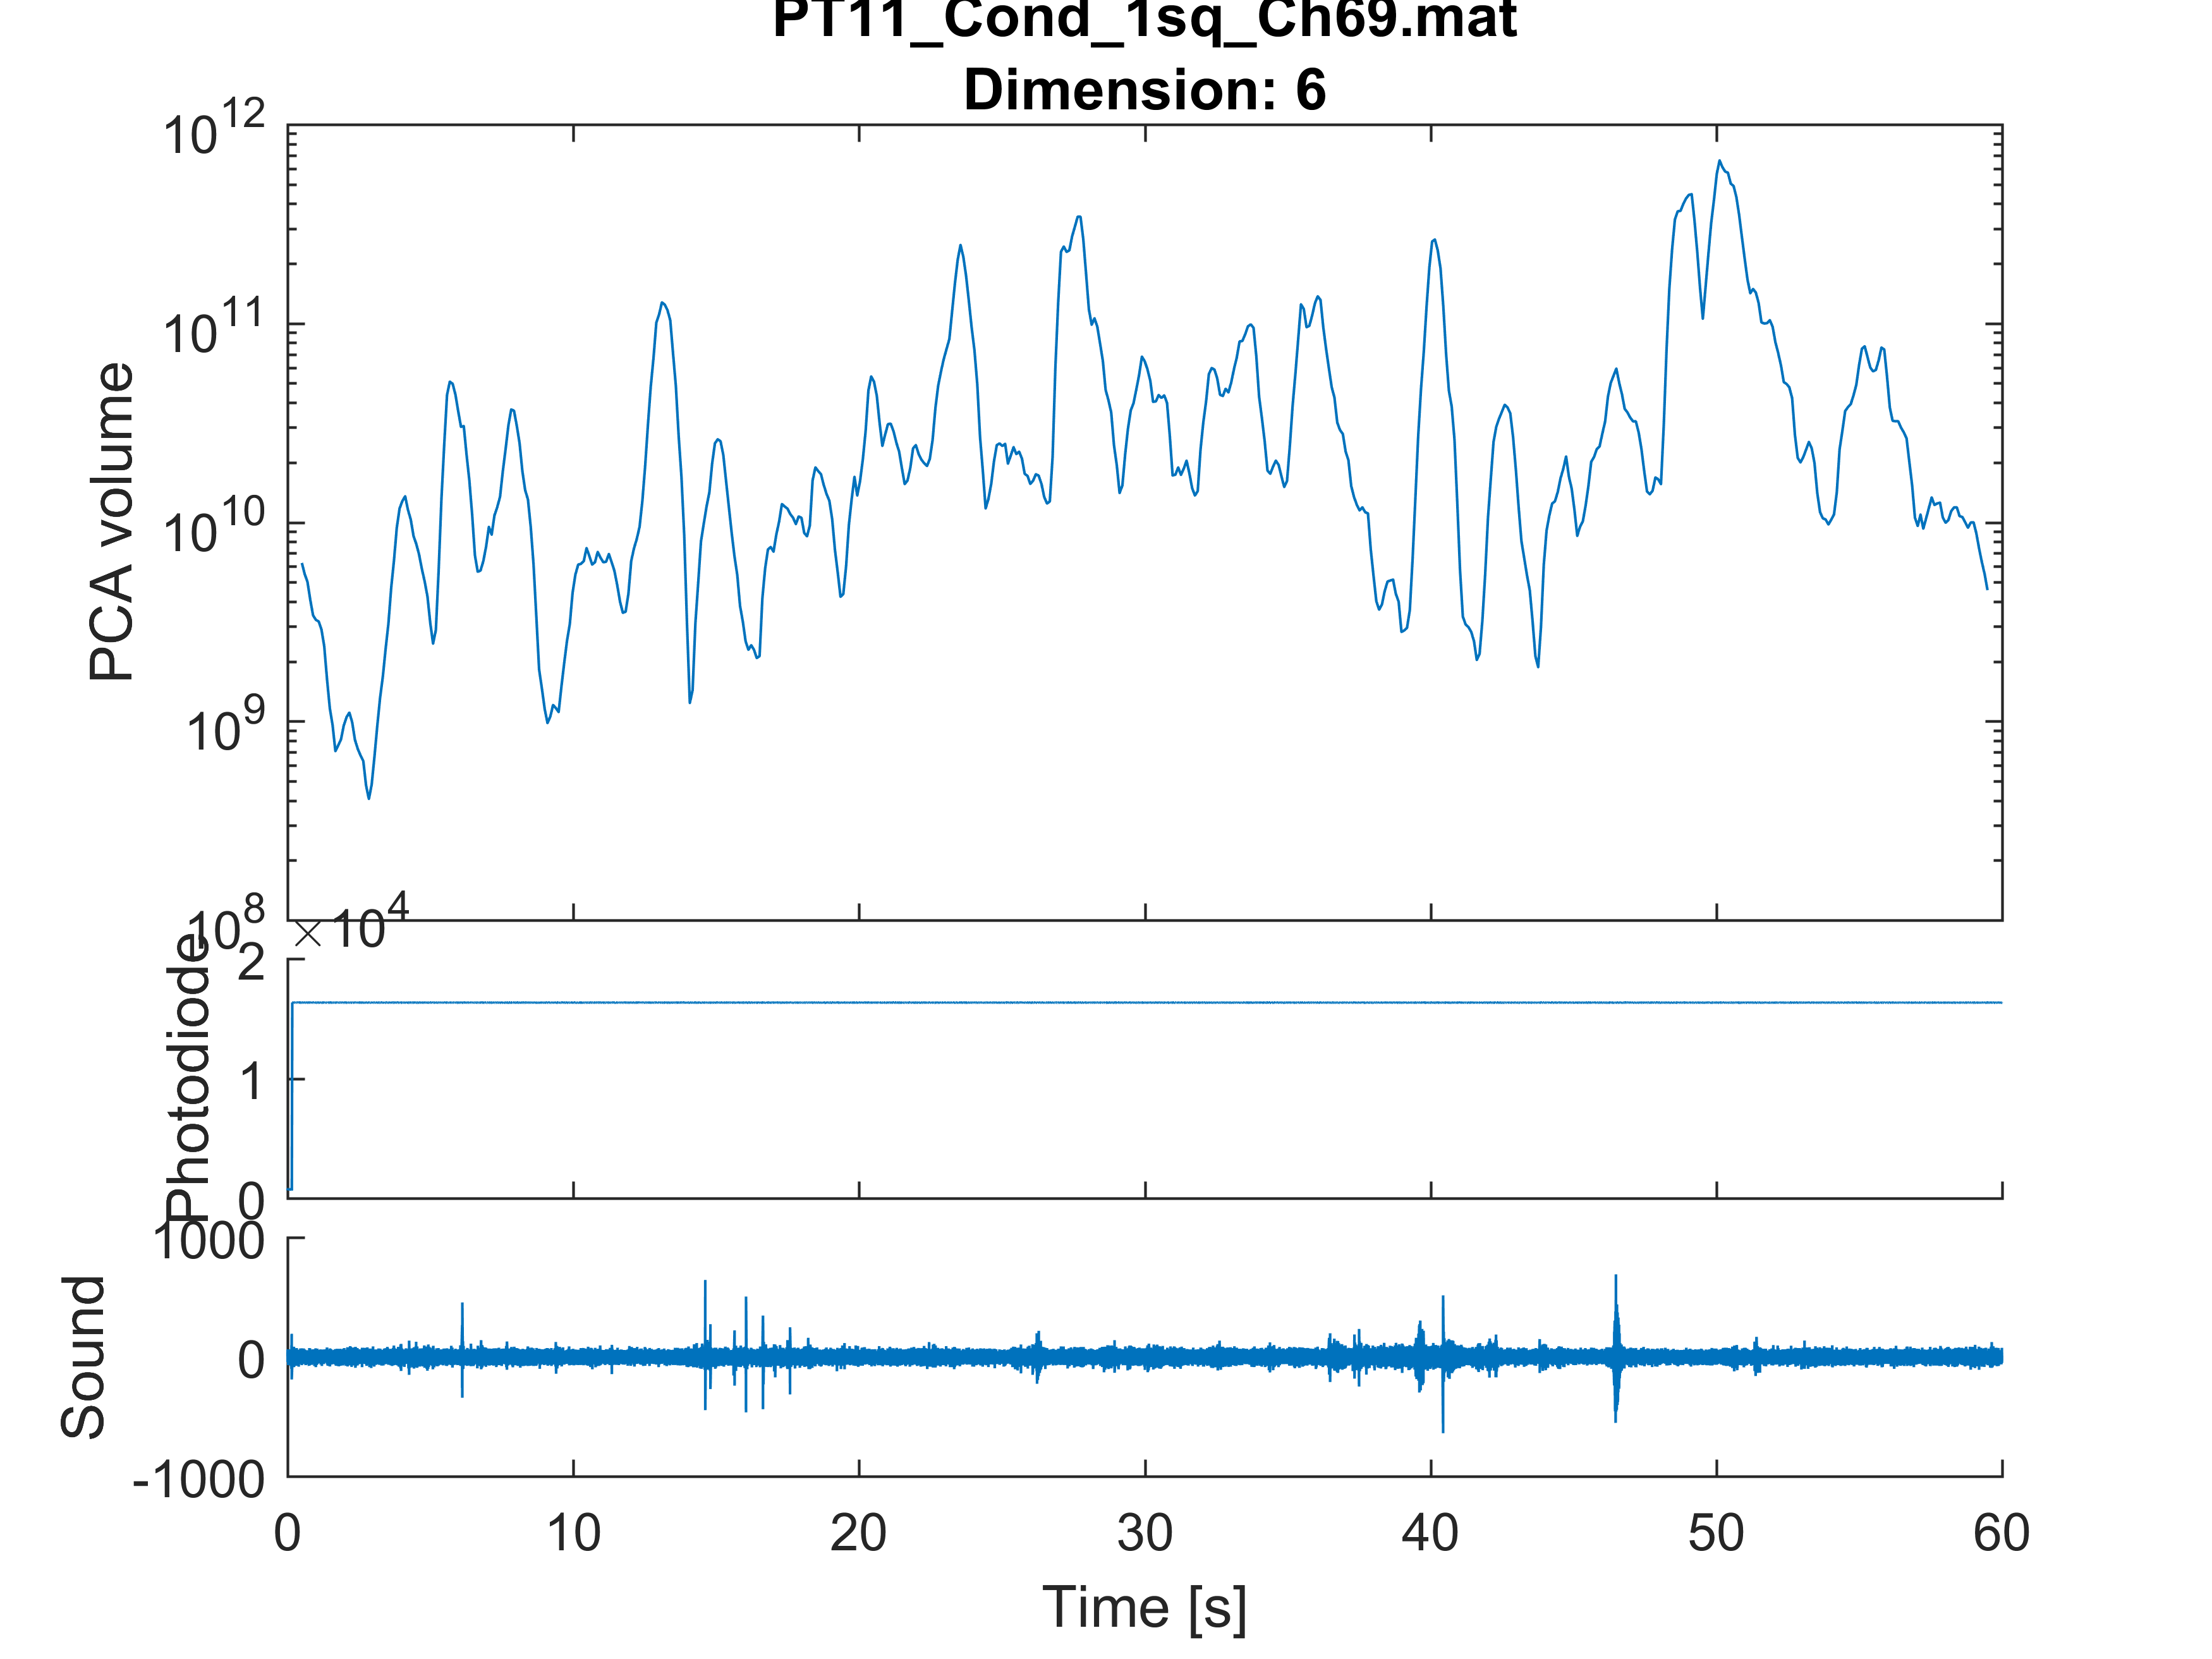 PT11_Cond_1sq_Ch69.mat
Dimension: 6
10^12
10^11
10^10
10^9
10^8
PCA volume
× 10^4
2
1
0
Photodiode
1000
0
-1000
Sound
0 10 20 30 40 50 60
Time [s]